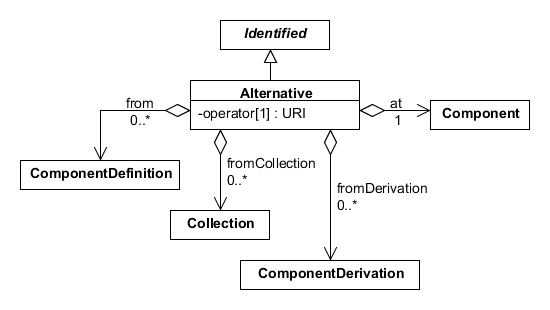 Identified
Alternative
-operator[1] : URI
from
0..*
at
1
Component
ComponentDefinition
fromCollection
0..*
fromDerivation
0..*
Collection
ComponentDerivation